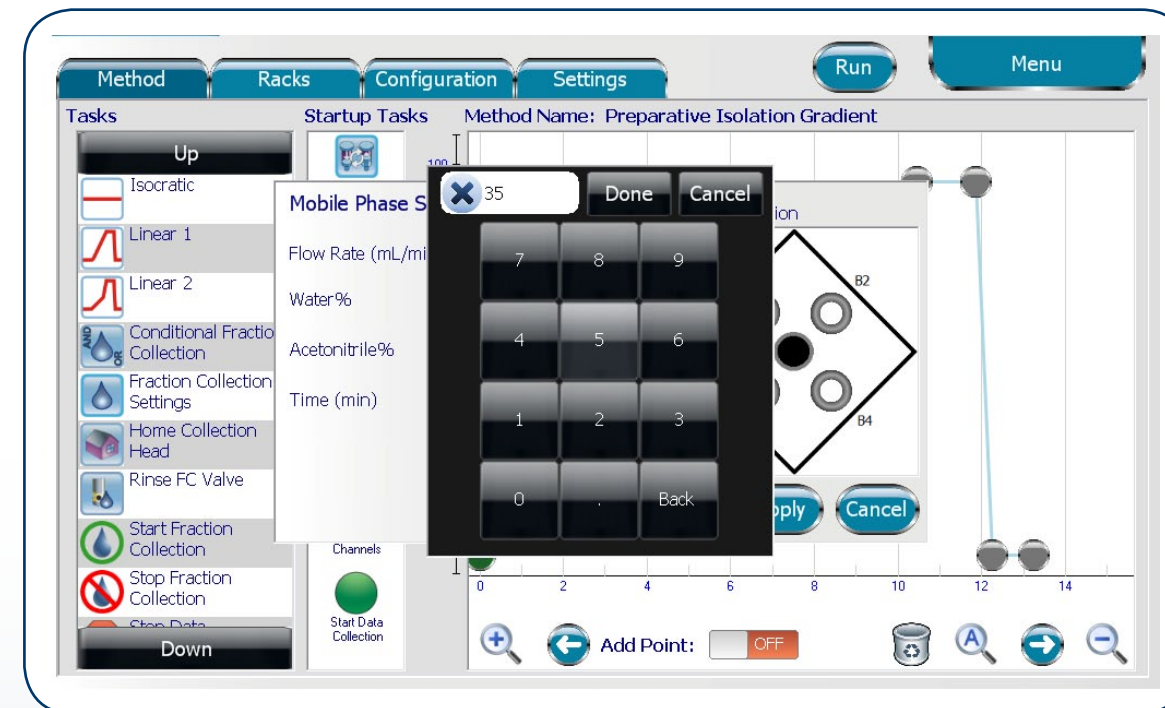 Method
Racks
Configuration
Settings
Run
Menu
Tasks
Startup Tasks
Method Name: Preparative Isolation Gradient
Up
Isocratic
Linear 1
Linear 2
Conditional Fractio
Collection
AND
OR
Fraction Collection
Settings
Home Collection
Head
Rinse FC Valve
Start Fraction
Collection
Stop Fraction
Collection
Stop Data
Down
Channels
Start Data
Collection
100
Mobile Phase S
Flow Rate (mL/mi
Water%
Acetonitrile%
Time (min)
35
Done
Cancel
7 8 9
4 5 6
1 2 3
0 . Back
ion
B2
B4
pply
Cancel
0 2 4 6 8 10 12 14
Add Point:
OFF
A